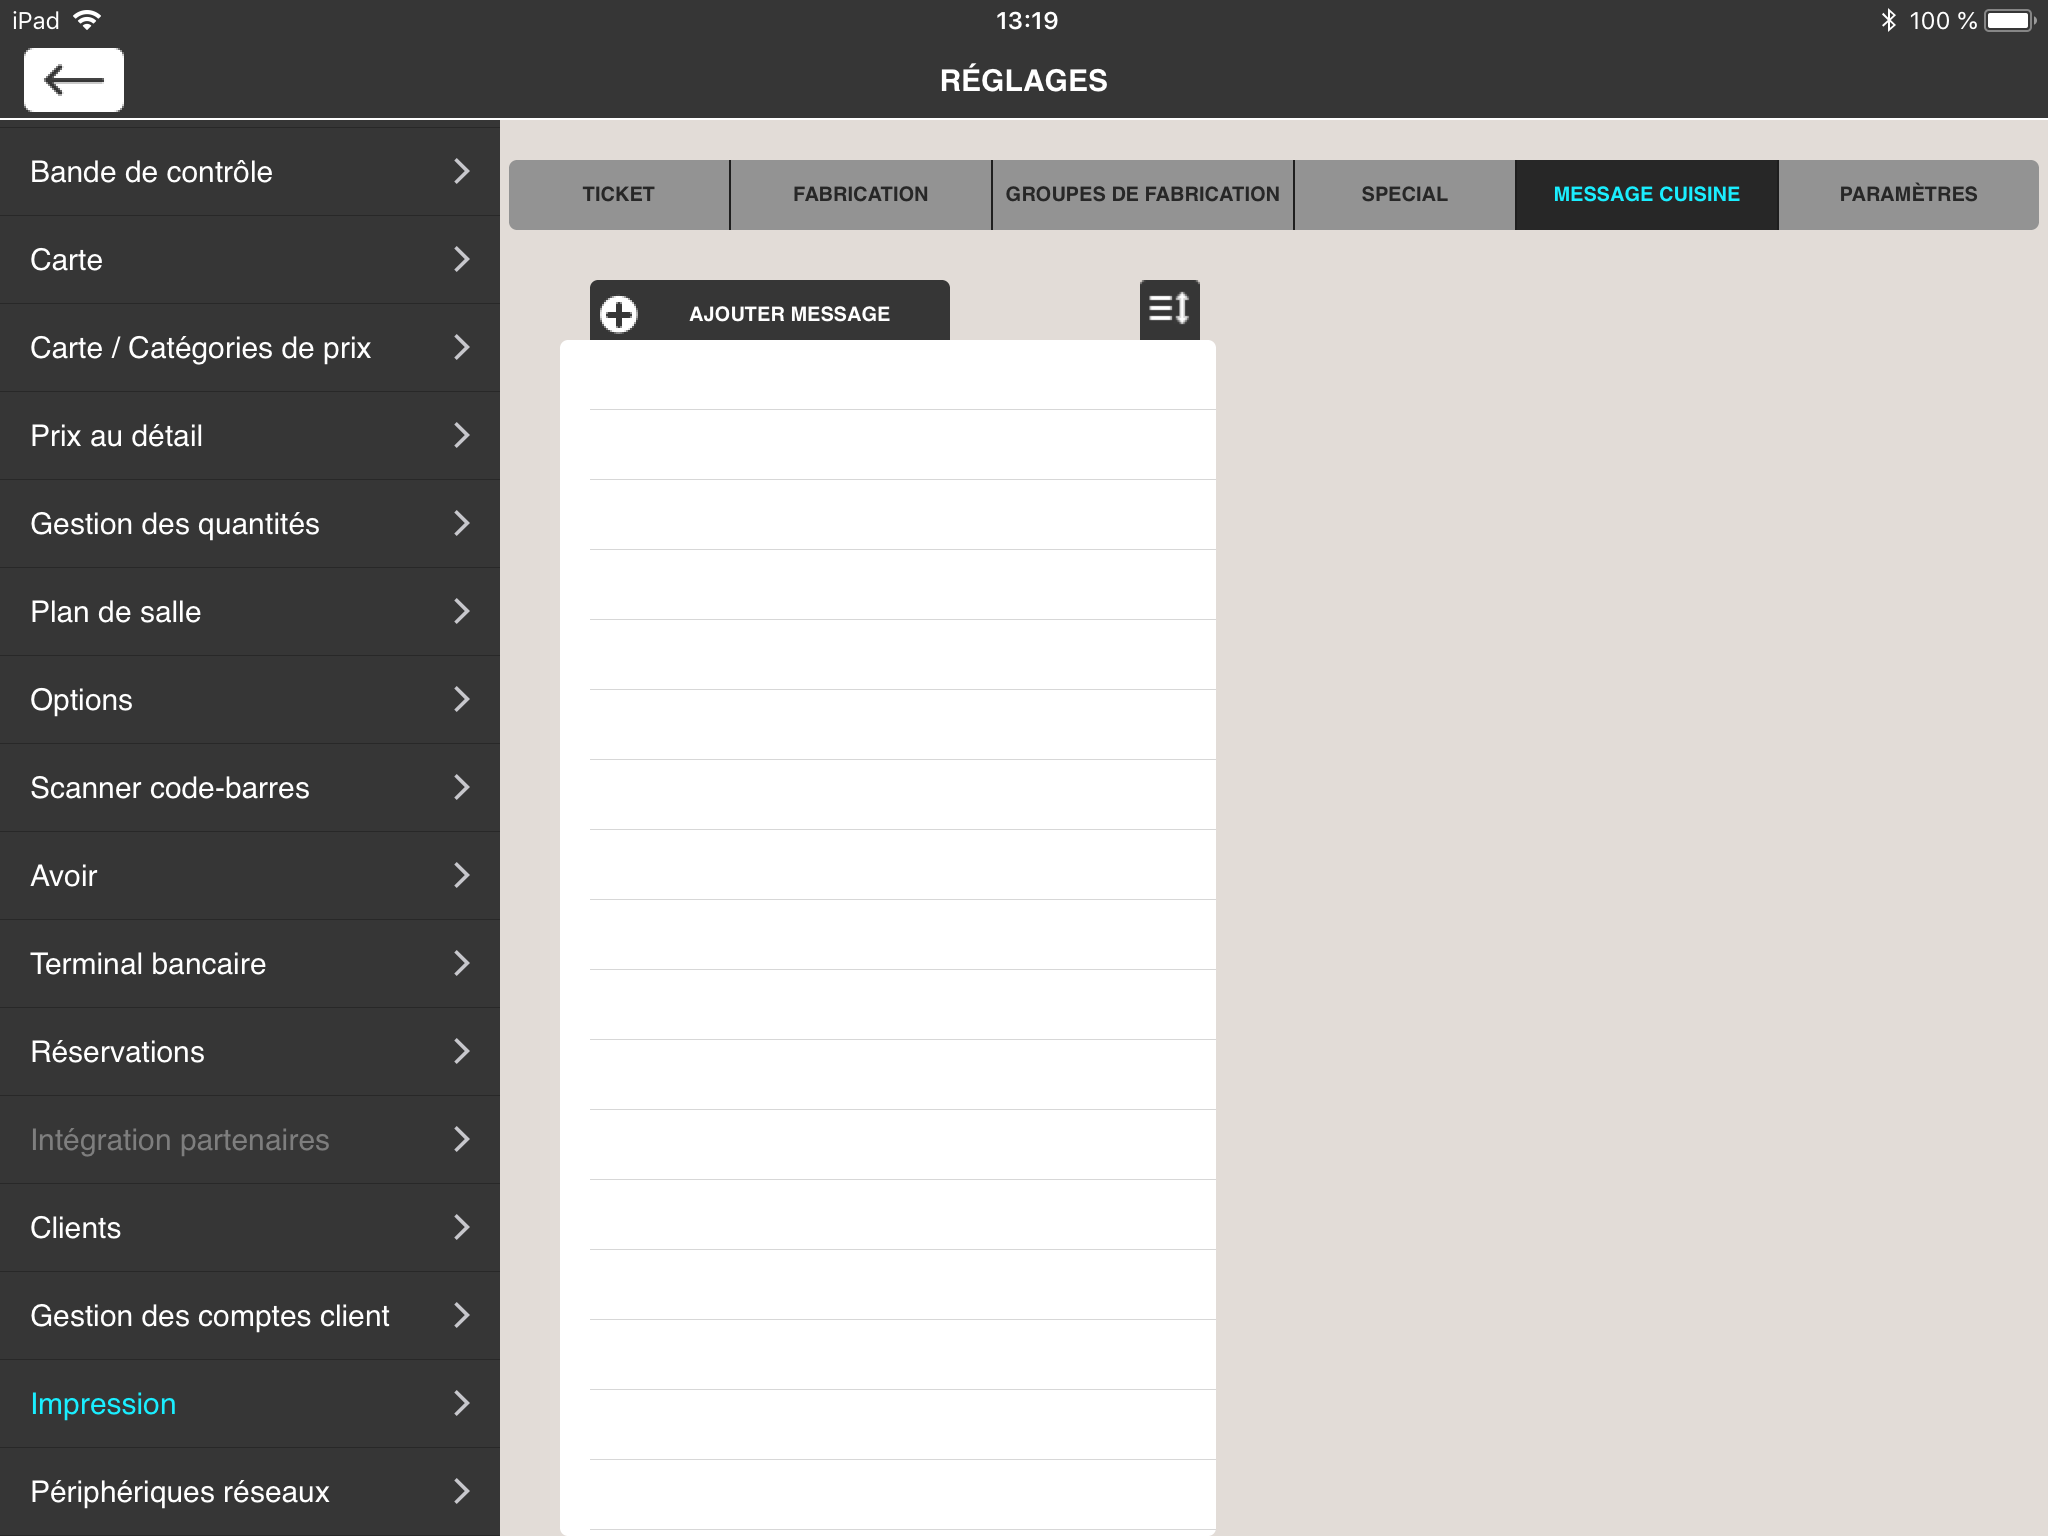 iPad
13:19
100 %
RÉGLAGES
Bande de contrôle
Carte
Carte / Catégories de prix
Prix au détail
Gestion des quantités
Plan de salle
Options
Scanner code-barres
Avoir
Terminal bancaire
Réservations
Intégration partenaires
Clients
Gestion des comptes client
Impression
Périphériques réseaux
TICKET
FABRICATION
GROUPES DE FABRICATION
SPECIAL
MESSAGE CUISINE
PARAMÈTRES
AJOUTER MESSAGE